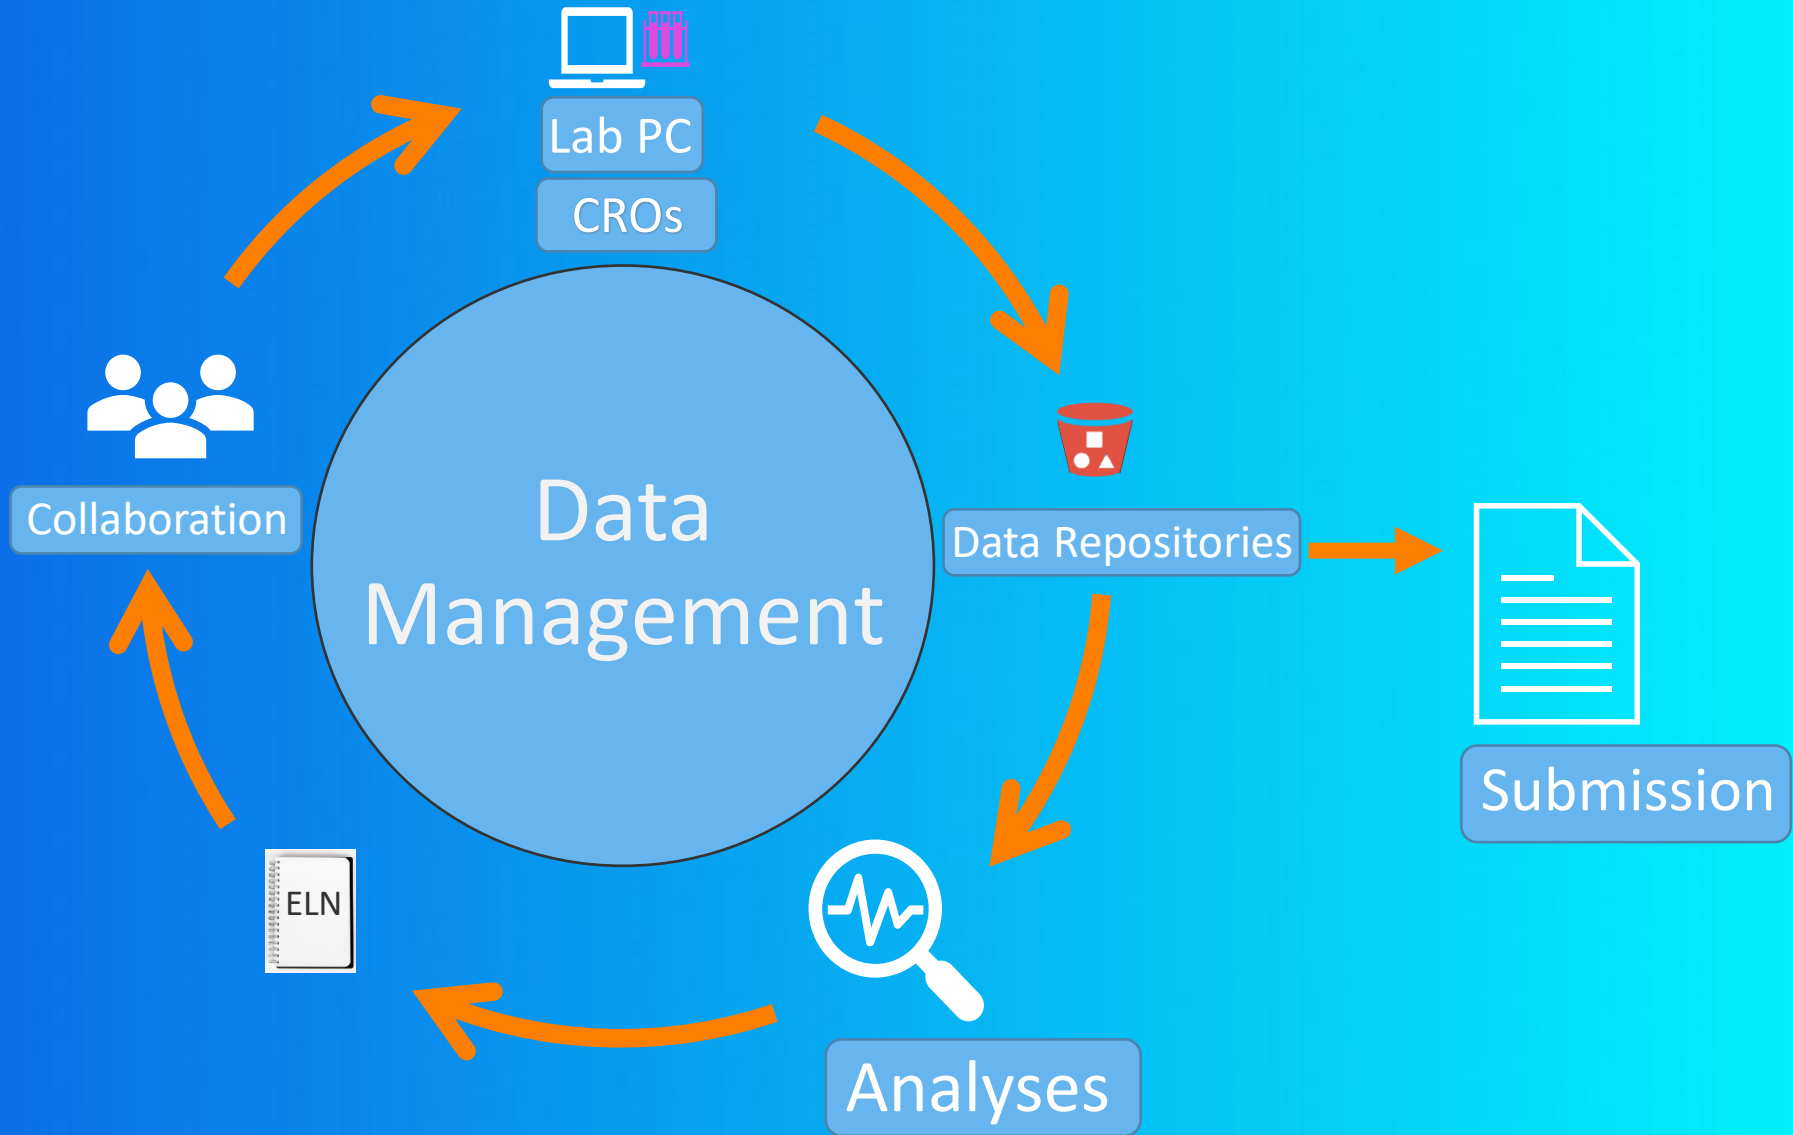 Lab PC
CROs
Collaboration
Data
Management
Data Repositories
Submission
ELN
Analyses